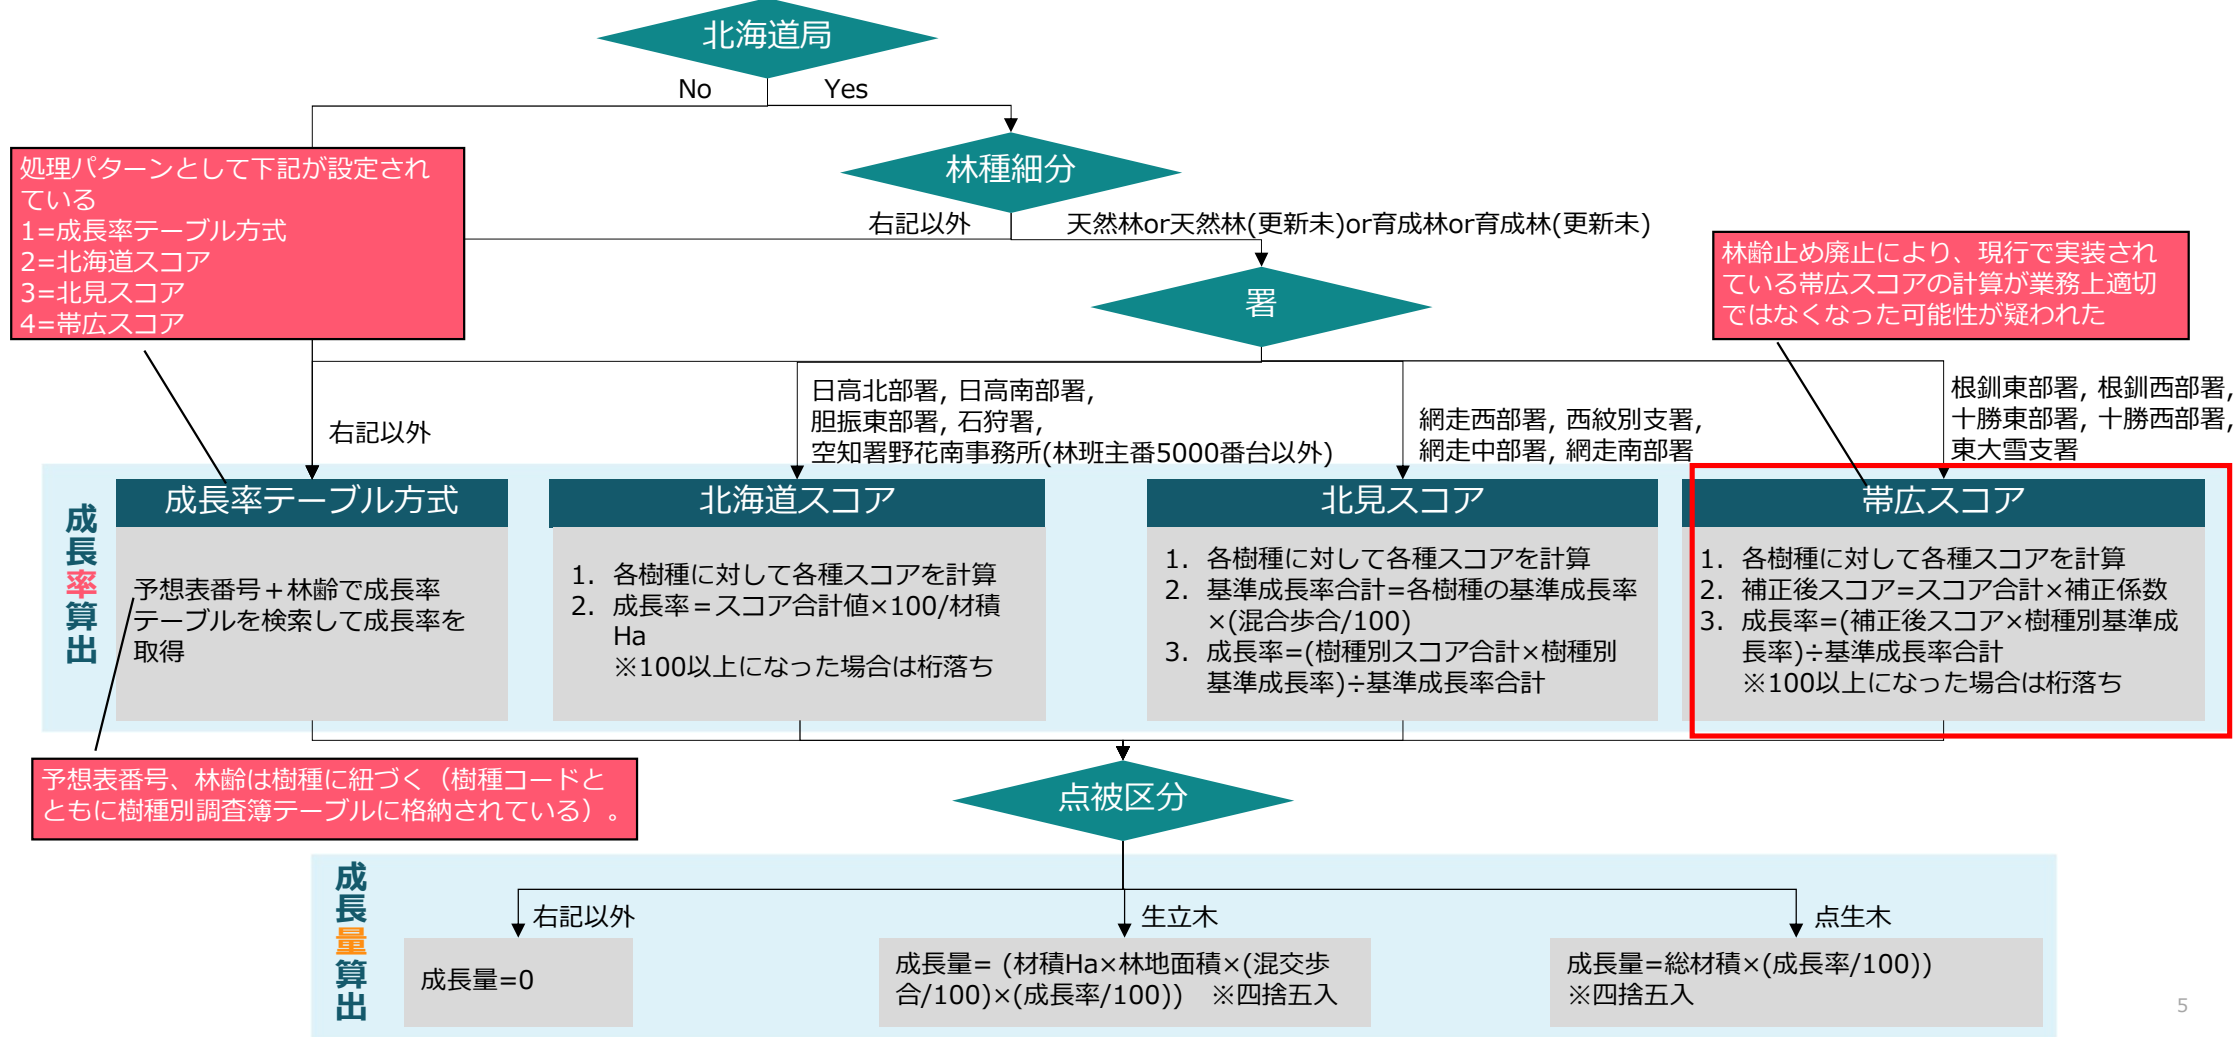 北海道局
No
Yes
処理パターンとして下記が設定され
ている
1=成長率テーブル方式
2=北海道スコア
3=北見スコア
4=帯広スコア
林種細分
右記以外
天然林or天然林(更新未)or育成林or育成林(更新未)
林齢止め廃止により、現行で実装され
ている帯広スコアの計算が業務上適切
ではなくなった可能性が疑われた
署
右記以外
日高北部署, 日高南部署,
胆振東部署, 石狩署,
空知署野花南事務所(林班主番5000番台以外)
網走西部署, 西紋別支署,
網走中部署, 網走南部署
根釧東部署, 根釧西部署,
十勝東部署, 十勝西部署,
東大雪支署
成長率算出
成長率テーブル方式
予想表番号＋林齢で成長率
テーブルを検索して成長率を
取得
北海道スコア
1. 各樹種に対して各種スコアを計算
2. 成長率＝スコア合計値×100/材積
Ha
※100以上になった場合は桁落ち
北見スコア
1. 各樹種に対して各種スコアを計算
2. 基準成長率合計=各樹種の基準成長率
×(混合歩合/100)
3. 成長率=(樹種別スコア合計×樹種別
基準成長率)÷基準成長率合計
帯広スコア
1. 各樹種に対して各種スコアを計算
2. 補正後スコア=スコア合計×補正係数
3. 成長率=(補正後スコア×樹種別基準成
長率)÷基準成長率合計
※100以上になった場合は桁落ち
予想表番号、林齢は樹種に紐づく（樹種コードと
ともに樹種別調査簿テーブルに格納されている）。
点被区分
成長量算出
右記以外
成長量=0
生立木
成長量= (材積Ha×林地面積×(混交歩
合/100)×(成長率/100)) ※四捨五入
点生木
成長量=総材積×(成長率/100))
※四捨五入
5